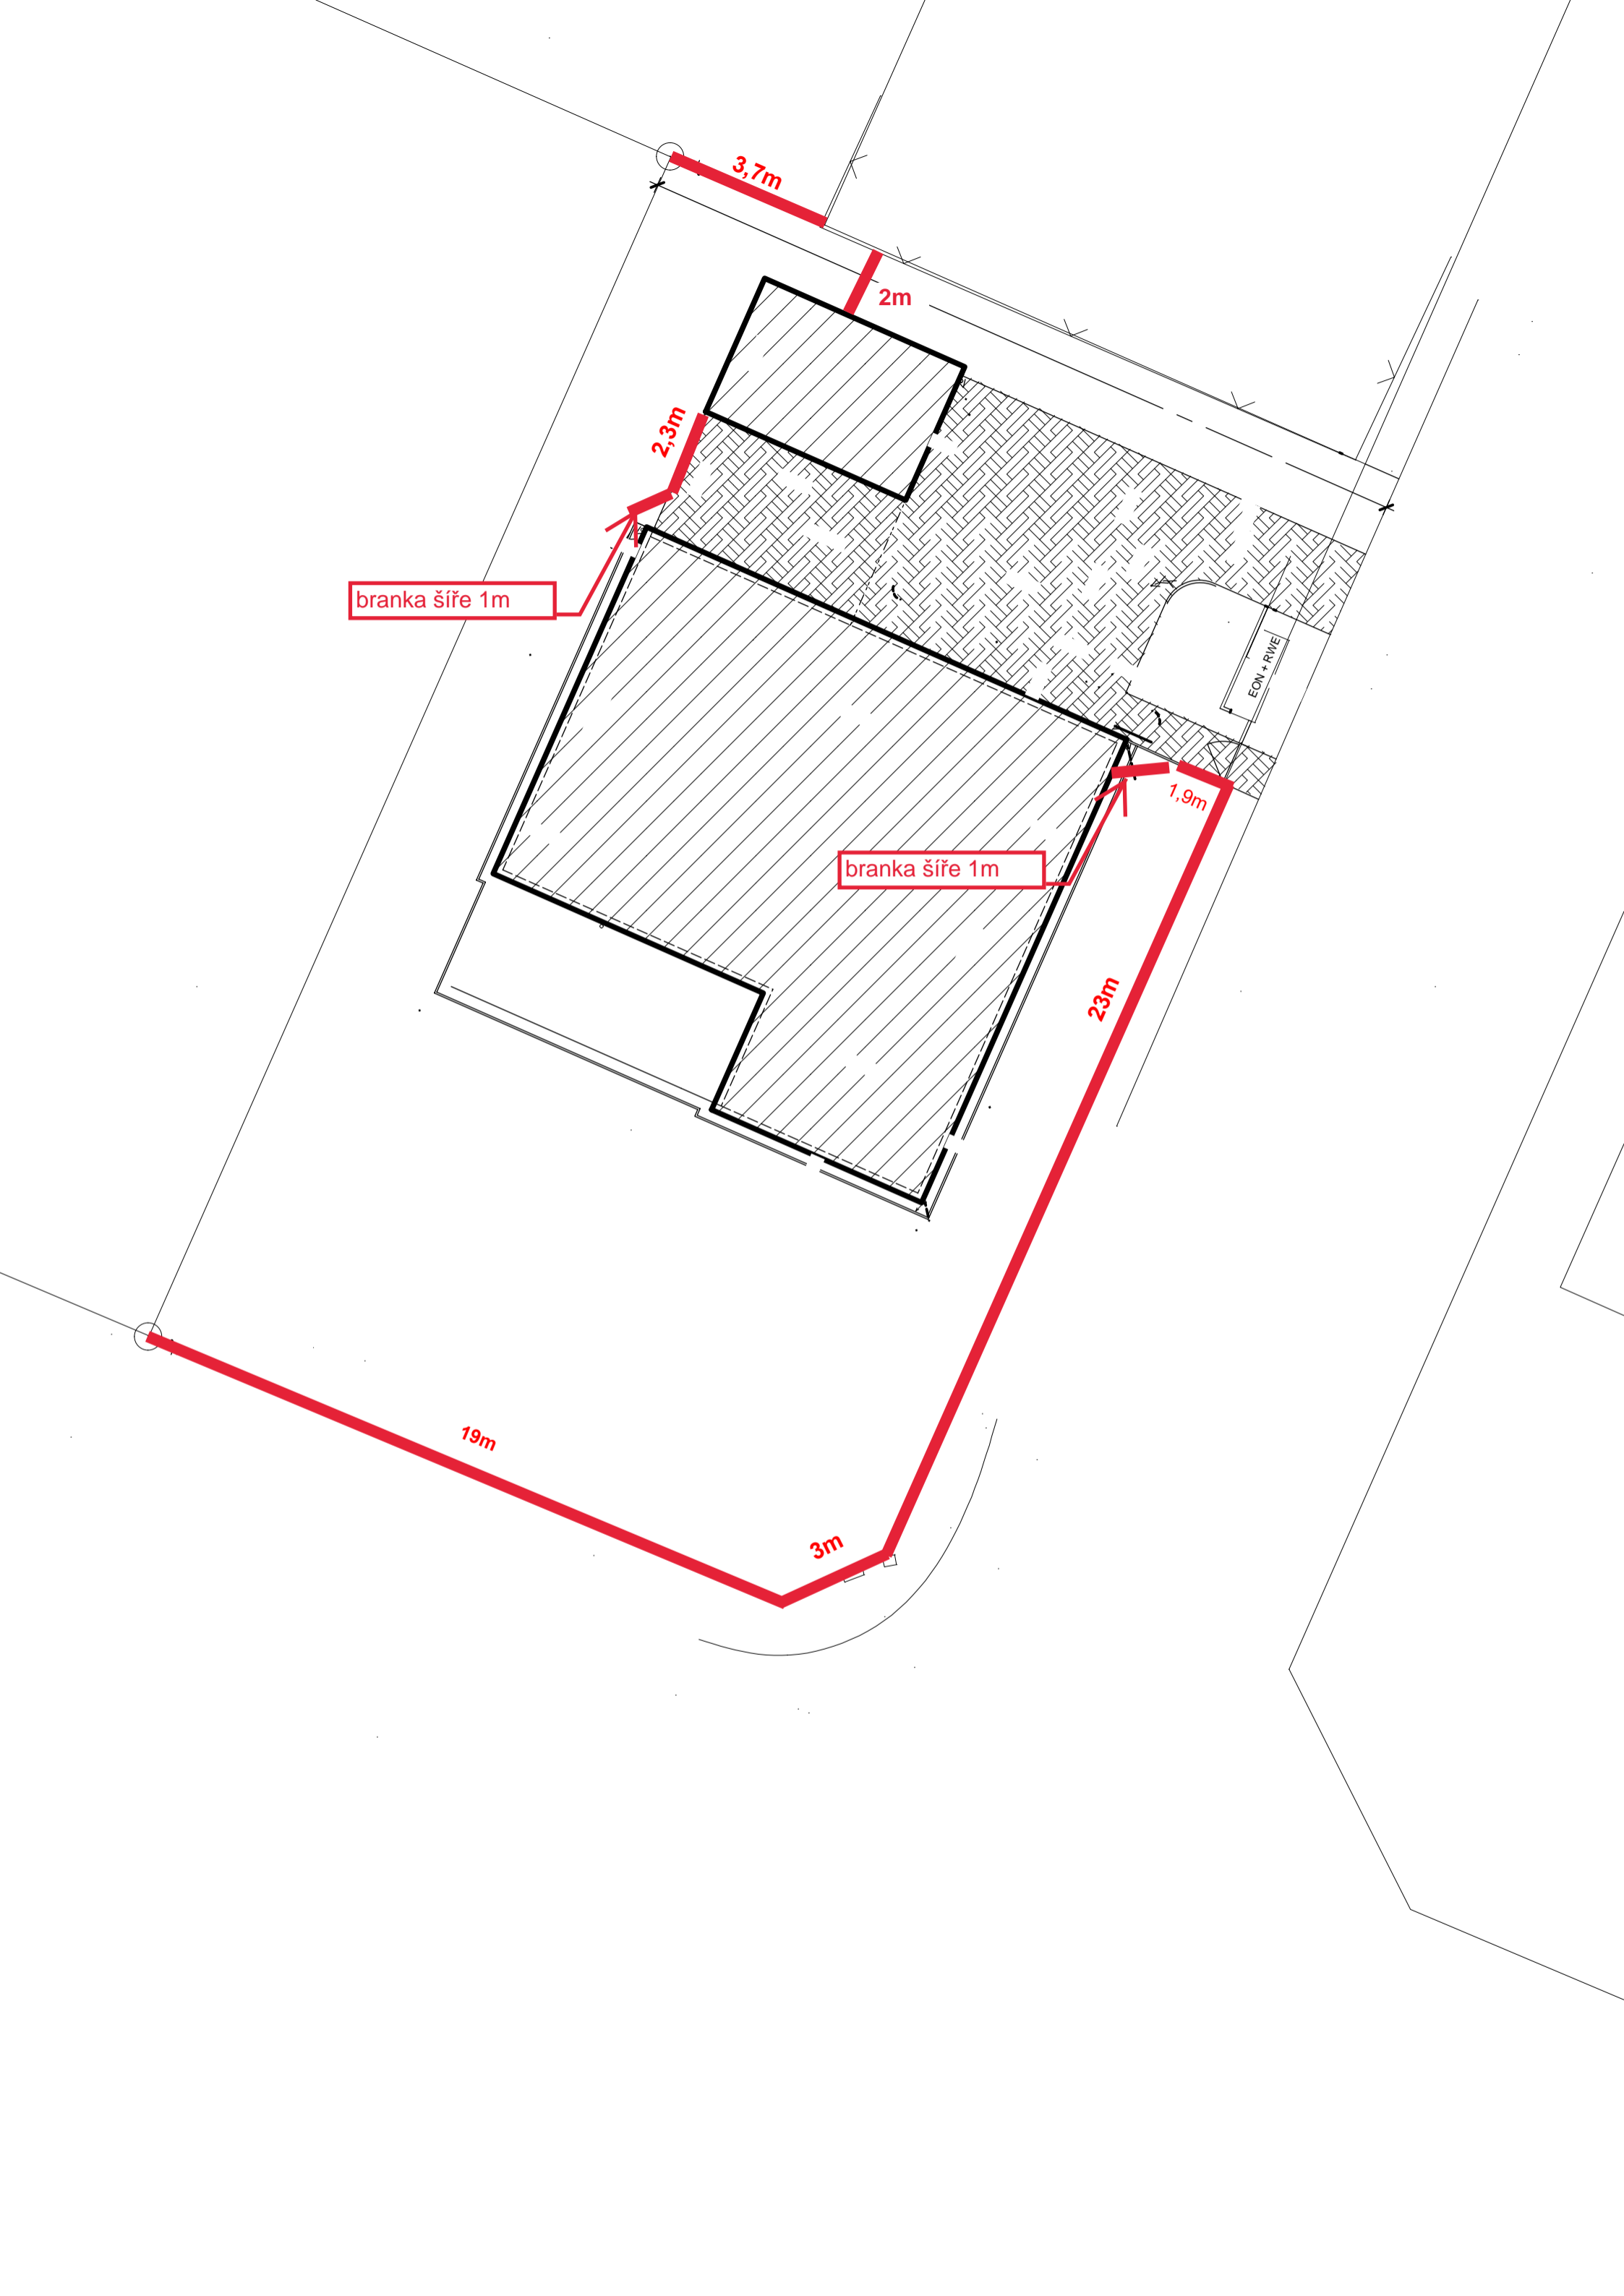 3,7m
2m
2,3m
branka šíře 1m
EON + RWE
1,9m
branka šíře 1m
23m
19m
3m